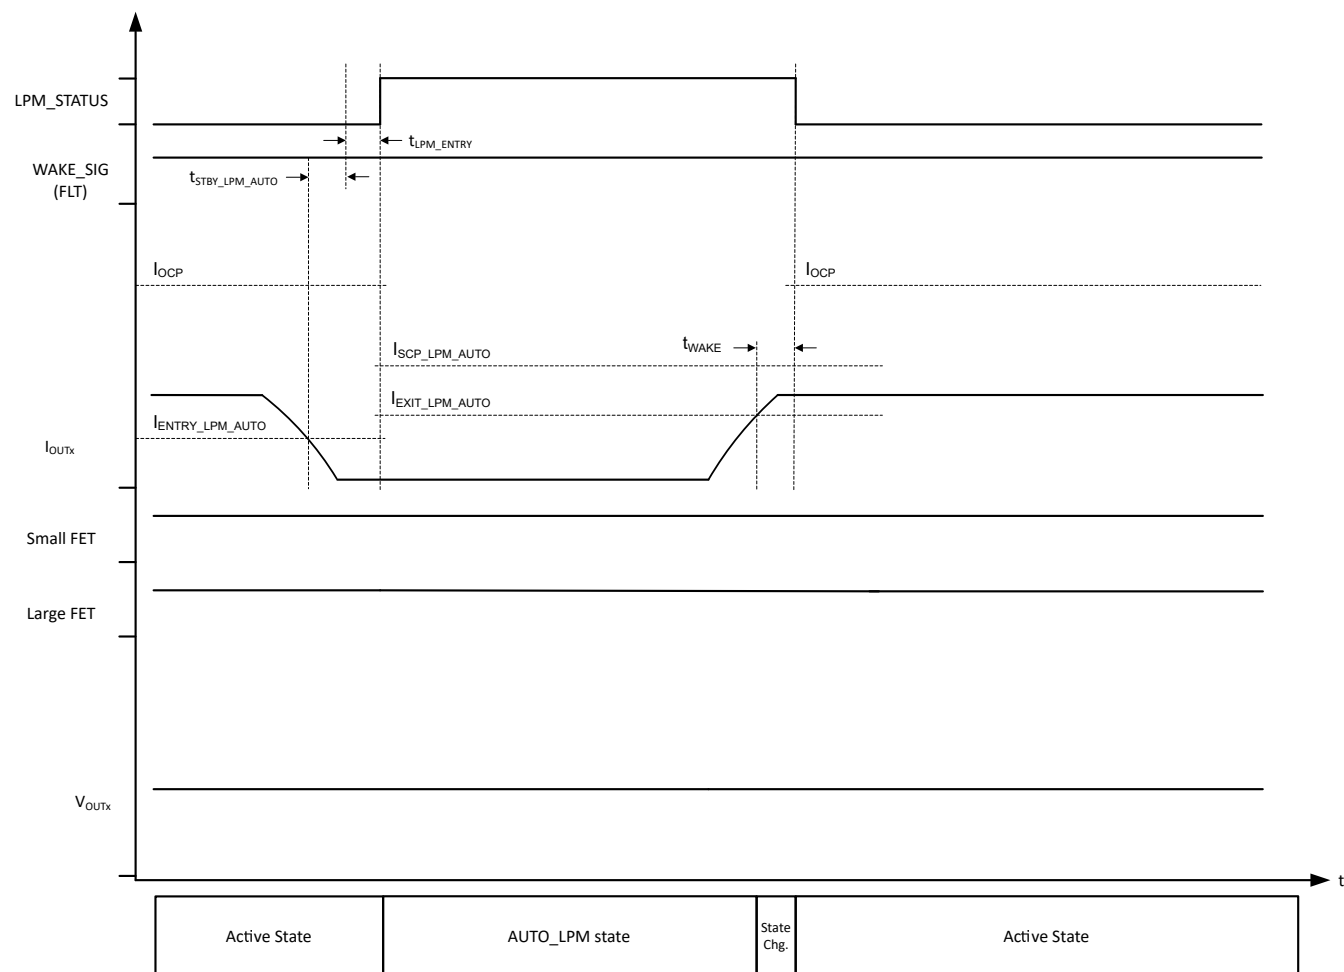 LPM_STATUS
tLPM_ENTRY
WAKE_SIG
(FLT)
tSTBY_LPM_AUTO
IOCP
IOCP
ISCP_LPM_AUTO
tWAKE
IEXIT_LPM_AUTO
IENTRY_LPM_AUTO
IOUTx
Small FET
Large FET
VOUTx
t
Active State
AUTO_LPM state
State
Chg.
Active State